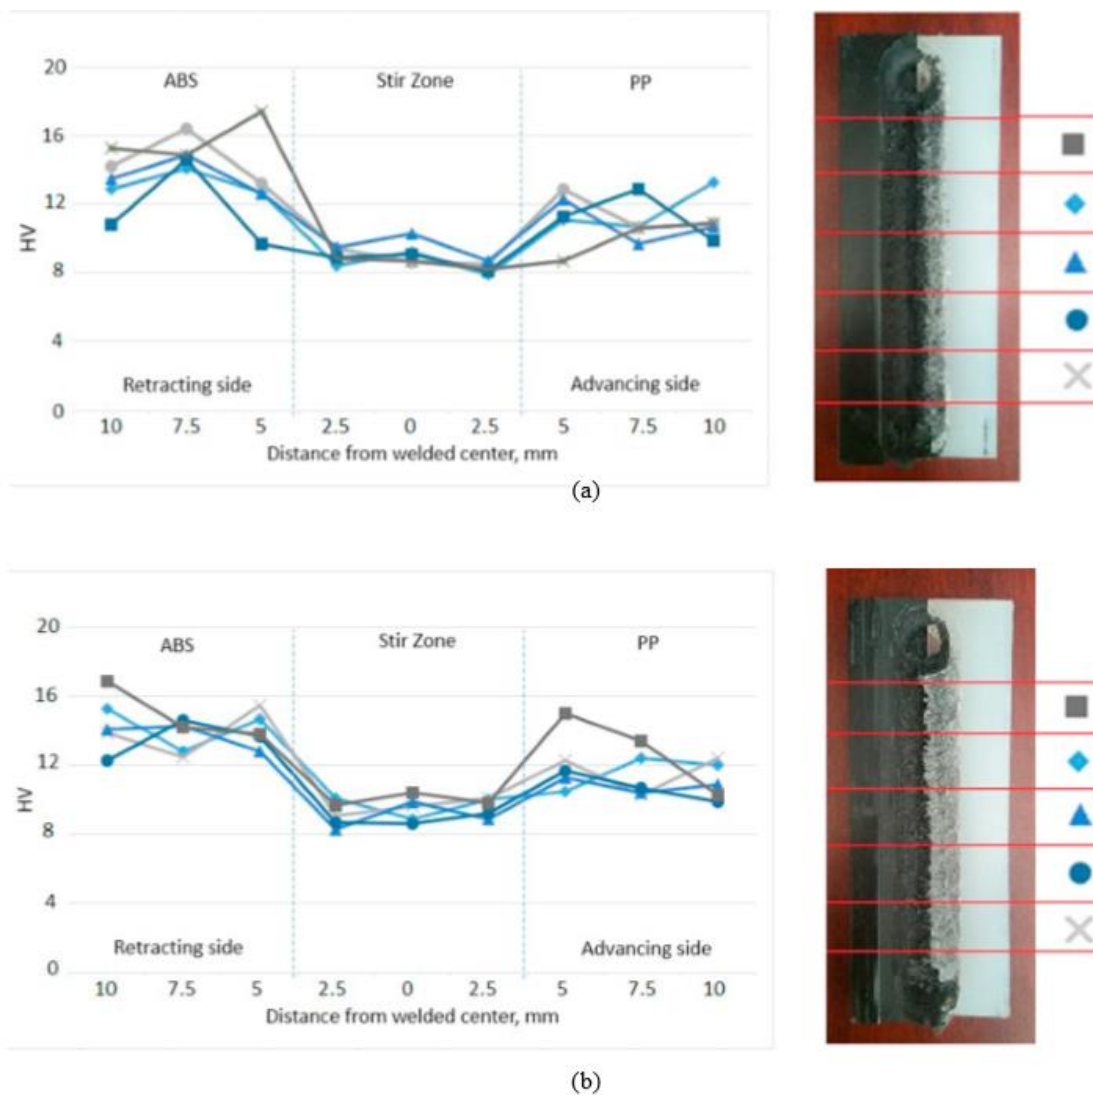 20
16
12
8
4
0
HV
ABS
Stir Zone
PP
Retracting side
Advancing side
10 7.5 5 2.5 0 2.5 5 7.5 10
Distance from welded center, mm
(a)
20
16
12
8
4
0
HV
ABS
Stir Zone
PP
Retracting side
Advancing side
10 7.5 5 2.5 0 2.5 5 7.5 10
Distance from welded center, mm
(b)